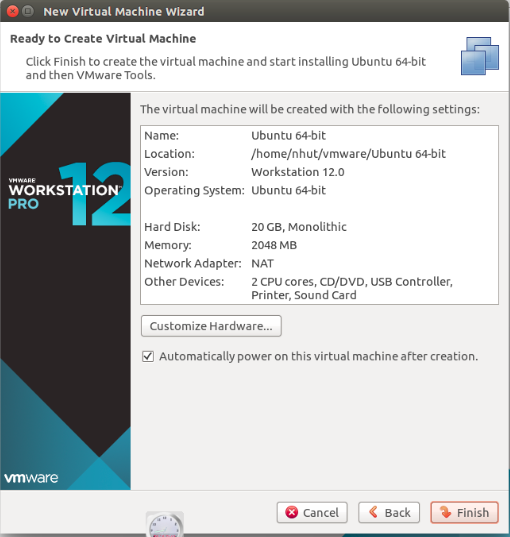 New Virtual Machine Wizard
Ready to Create Virtual Machine
Click Finish to create the virtual machine and start installing Ubuntu 64-bit
and then VMware Tools.
The virtual machine will be created with the following settings:
VMWARE
WORKSTATION™ 12
PRO
Name: Ubuntu 64-bit
Location: /home/nhut/vmware/Ubuntu 64-bit
Version: Workstation 12.0
Operating System: Ubuntu 64-bit
Hard Disk: 20 GB, Monolithic
Memory: 2048 MB
Network Adapter: NAT
Other Devices: 2 CPU cores, CD/DVD, USB Controller,
Printer, Sound Card
Customize Hardware...
Automatically power on this virtual machine after creation.
vmware
Cancel
Back
Finish